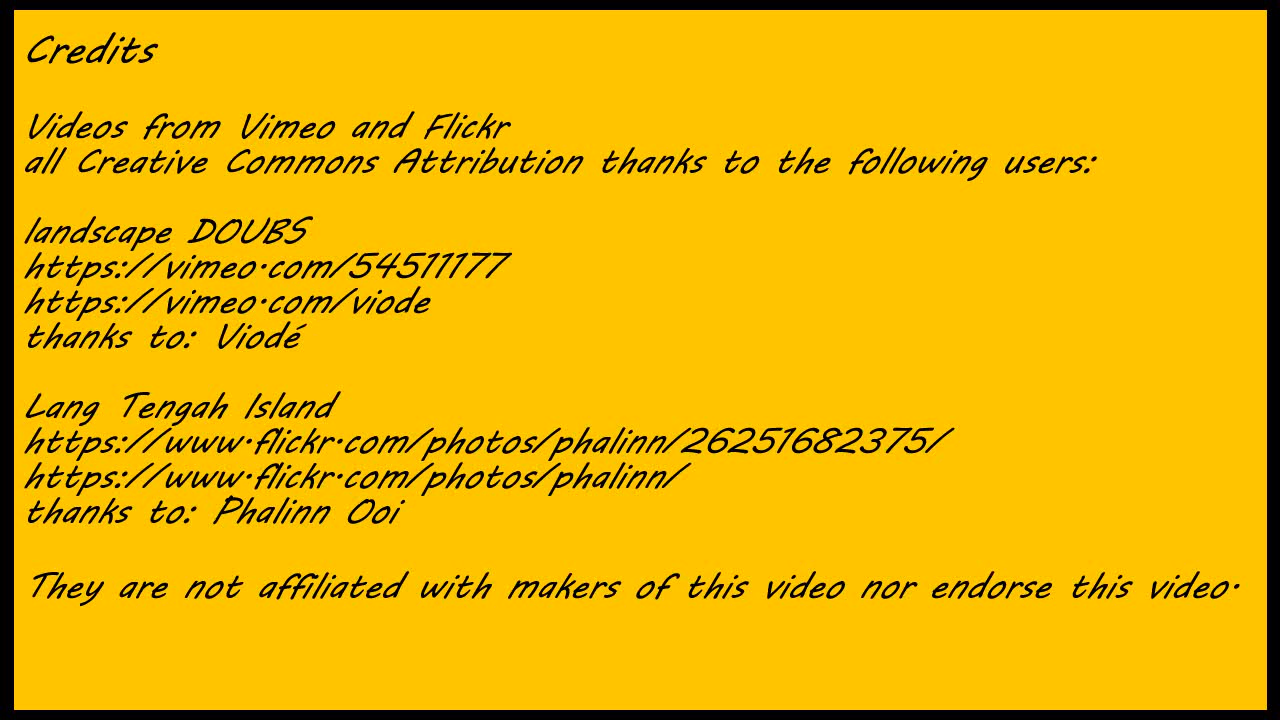 Credits
Videos from Vimeo and Flickr
all Creative Commons Attribution thanks to the following users:
landscape DOUBS
https://vimeo.com/54511177
https://vimeo.com/viode
thanks to: Viodé
Lang Tengah Island
https://www.flickr.com/photos/phalinn/26251682375/
https://www.flickr.com/photos/phalinn/
thanks to: Phalinn Ooi
They are not affiliated with makers of this video nor endorse this video.